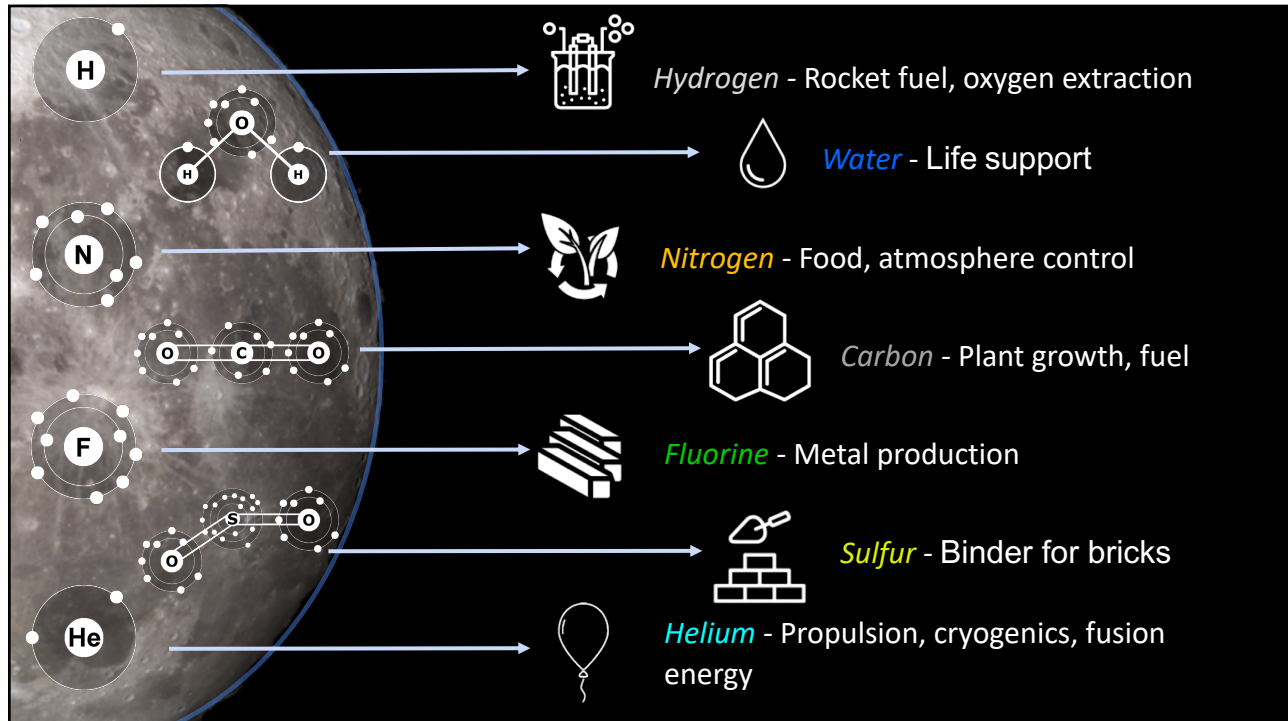 H
Hydrogen - Rocket fuel, oxygen extraction
O
H H
Water - Life support
N
Nitrogen - Food, atmosphere control
O C O
Carbon - Plant growth, fuel
F
Fluorine - Metal production
S O
O
Sulfur - Binder for bricks
He
Helium - Propulsion, cryogenics, fusion
energy